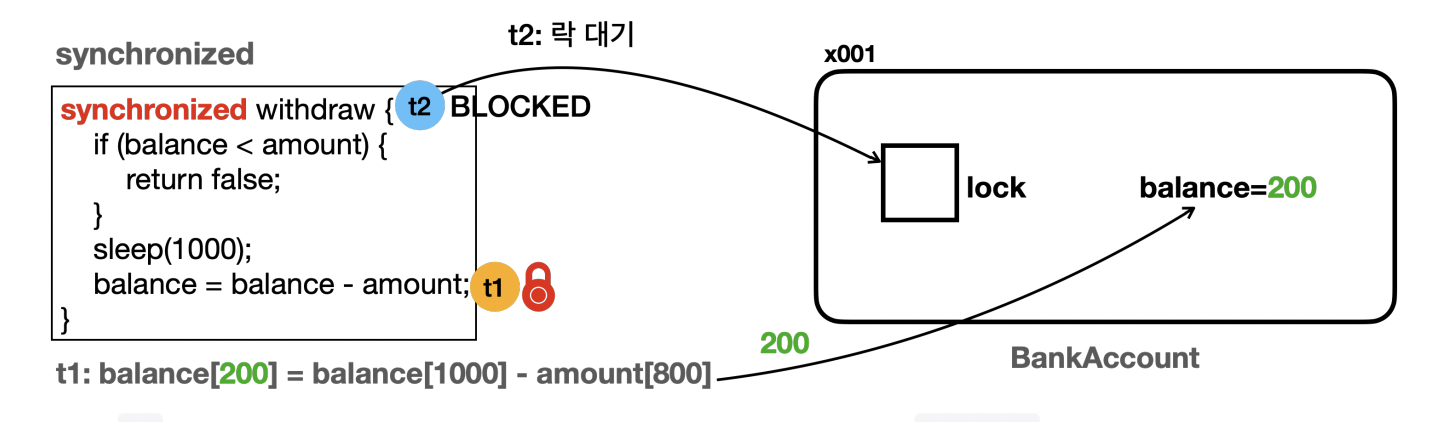 synchronized
t2: 락 대기
x001
synchronized withdraw { t2 BLOCKED
if (balance < amount) {
return false;
}
sleep(1000);
balance = balance - amount; t1
}
lock
balance=200
200
t1: balance[200] = balance[1000] - amount[800]
BankAccount